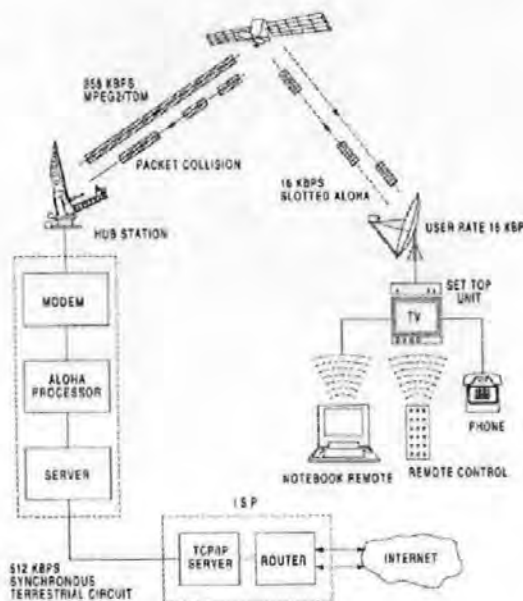 256 KBPS
MPEG2/TDM
PACKET COLLISION
16 KBPS
SLOTTED ALOHA
HUB STATION
USER RATE 16 KBP
MODEM
SET TOP
UNIT
TV
ALOHA
PROCESSOR
PHONE
SERVER
NOTEBOOK REMOTE
REMOTE CONTROL
I S P
512 KBPS
SYNCHRONOUS
TERRESTRIAL CIRCUIT
TCP/IP
SERVER
ROUTER
INTERNET